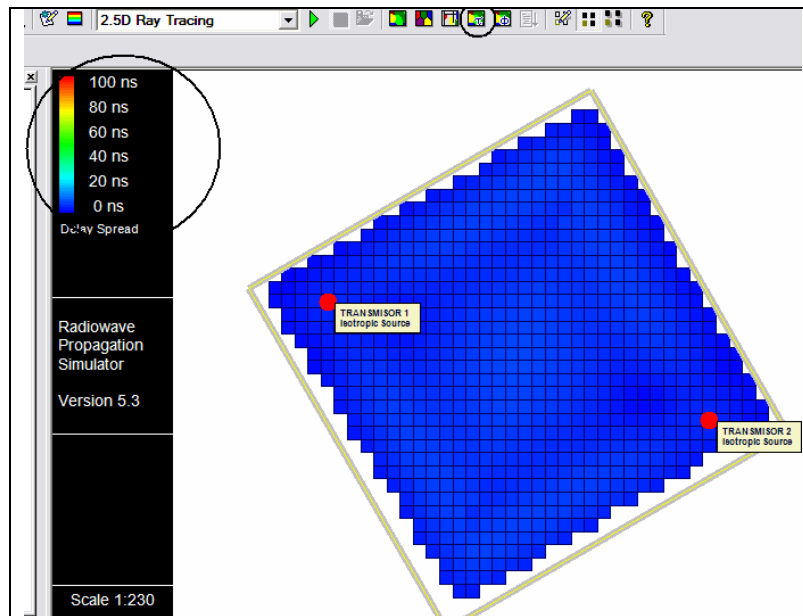 2.5D Ray Tracing
100 ns
80 ns
60 ns
40 ns
20 ns
0 ns
Delay Spread
TRANSMISOR 1
Isotropic Source
Radiowave
Propagation
Simulator
Version 5.3
TRANSMISOR 2
Isotropic Source
Scale 1:230